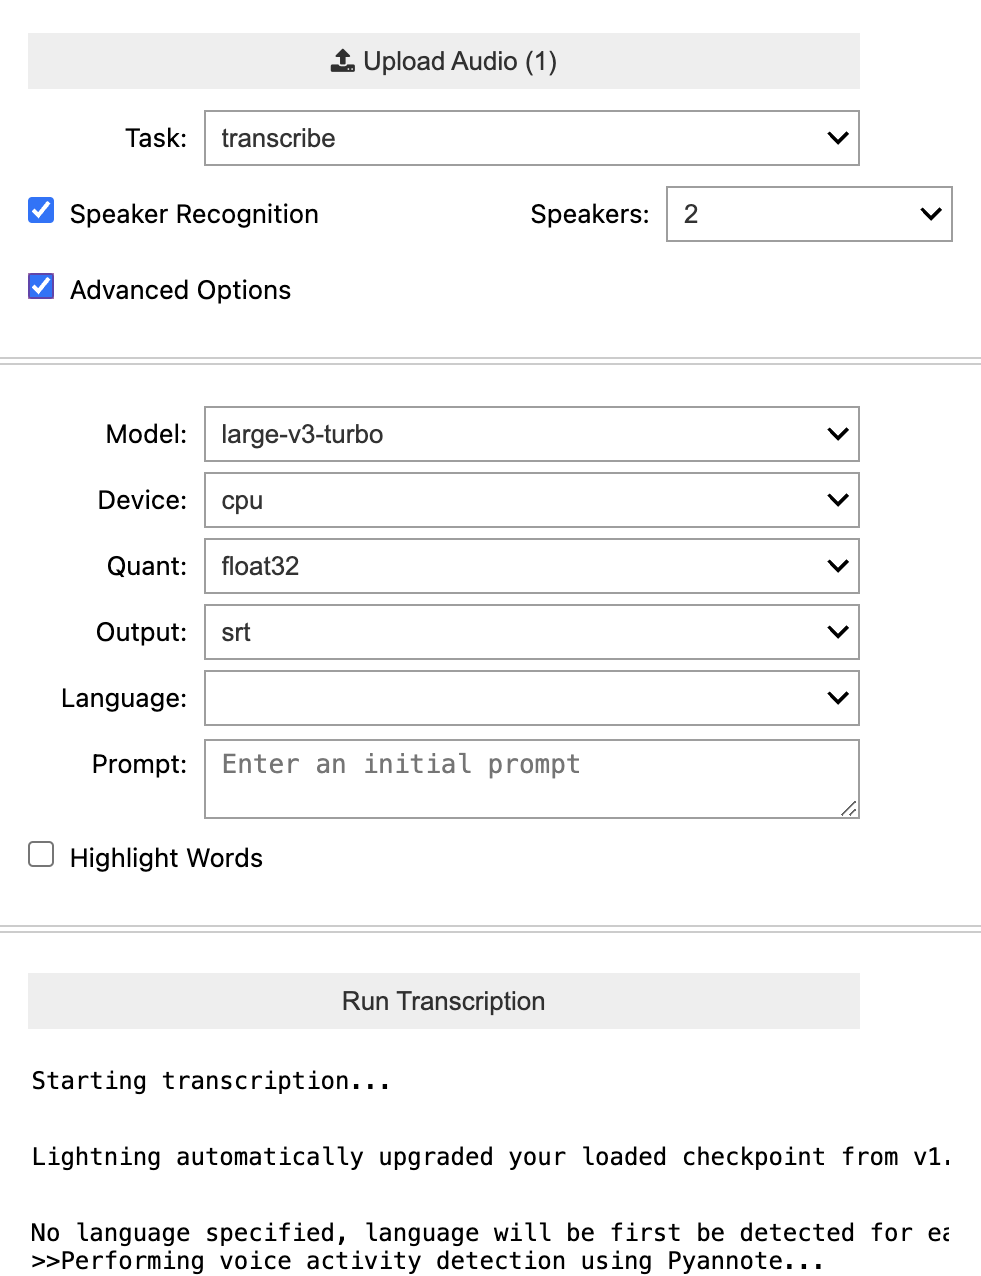 Upload Audio (1)
Task: transcribe
Speaker Recognition Speakers: 2
Advanced Options
Model: large-v3-turbo
Device: cpu
Quant: float32
Output: srt
Language:
Prompt: Enter an initial prompt
Highlight Words
Run Transcription
Starting transcription...
Lightning automatically upgraded your loaded checkpoint from v1.
No language specified, language will be first be detected for ea
>>Performing voice activity detection using Pyannote...